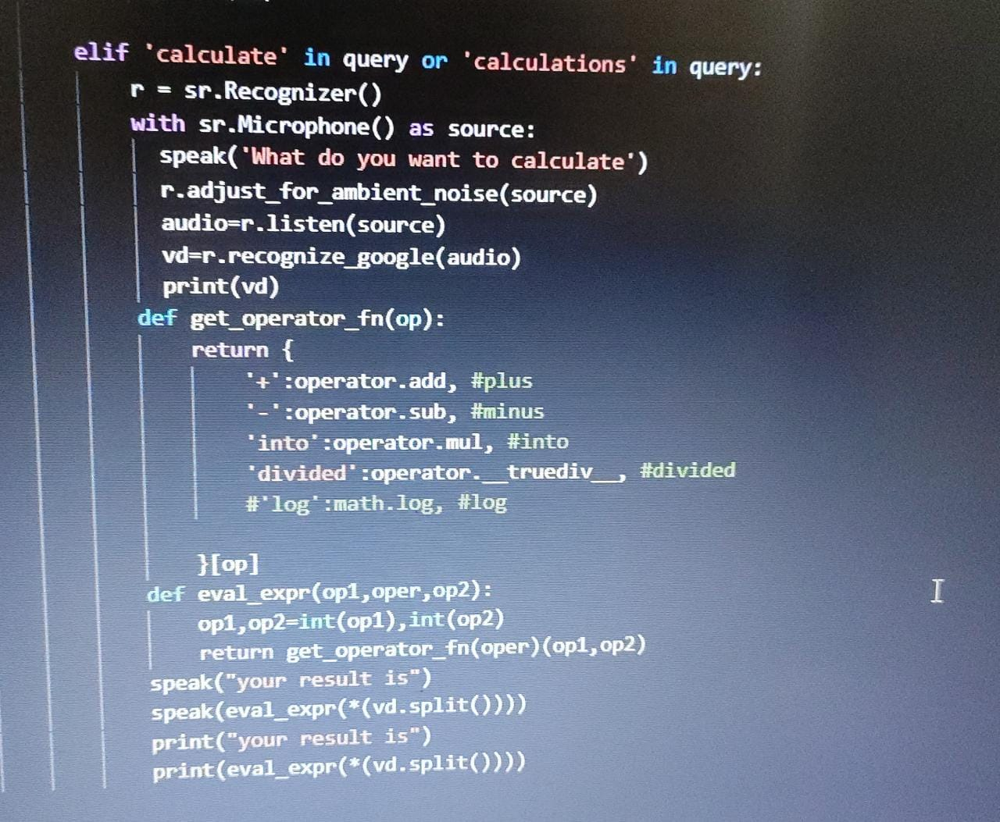 elif 'calculate' in query or 'calculations' in query:
r = sr.Recognizer()
with sr.Microphone() as source:
speak('What do you want to calculate')
r.adjust_for_ambient_noise(source)
audio=r.listen(source)
vd=r.recognize_google(audio)
print(vd)
def get_operator_fn(op):
return {
'+':operator.add, #plus
'-':operator.sub, #minus
'into':operator.mul, #into
'divided':operator.__truediv__, #divided
#'log':math.log, #log
}[op]
def eval_expr(op1,oper,op2):
op1,op2=int(op1),int(op2)
return get_operator_fn(oper)(op1,op2)
speak("your result is")
speak(eval_expr(*(vd.split())))
print("your result is")
print(eval_expr(*(vd.split())))